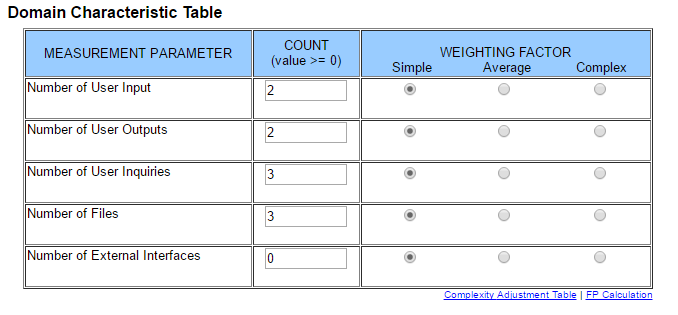 Domain Characteristic Table
MEASUREMENT PARAMETER
COUNT
(value >= 0)
WEIGHTING FACTOR
Simple Average Complex
Number of User Input 2
Number of User Outputs 2
Number of User Inquiries 3
Number of Files 3
Number of External Interfaces 0
Complexity Adjustment Table | FP Calculation